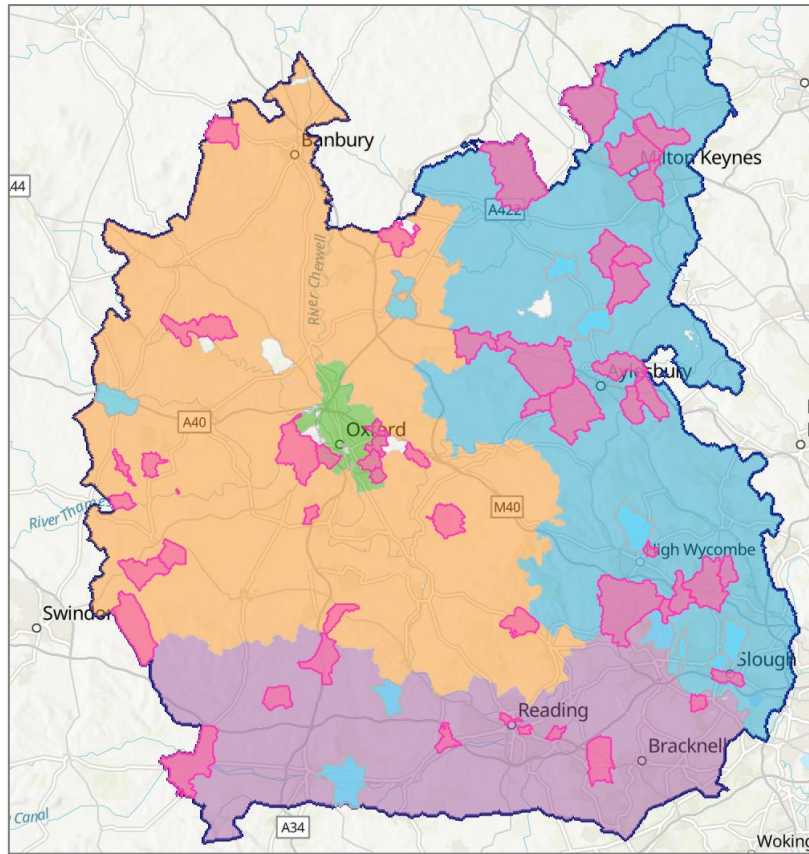 Banbury
44
Milton Keynes
A422
River Cherwell
Aylesbury
A40
Oxford
River Thames
M40
High Wycombe
Swindon
Slough
Reading
Bracknell
Canal
A34
Woking